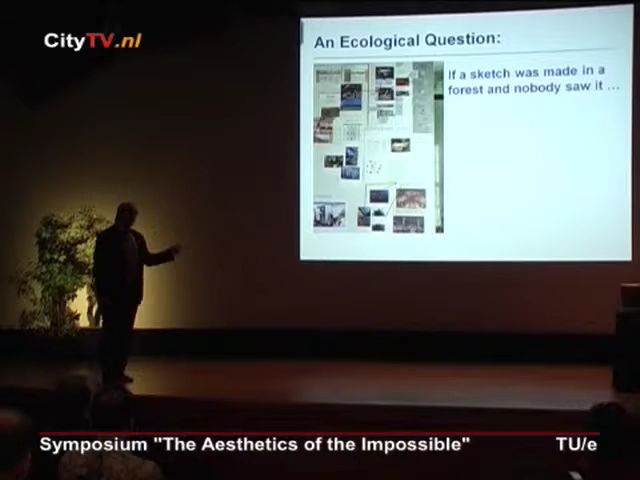 CityTV.nl
An Ecological Question:
If a sketch was made in a
forest and nobody saw it ...
Symposium "The Aesthetics of the Impossible" TU/e